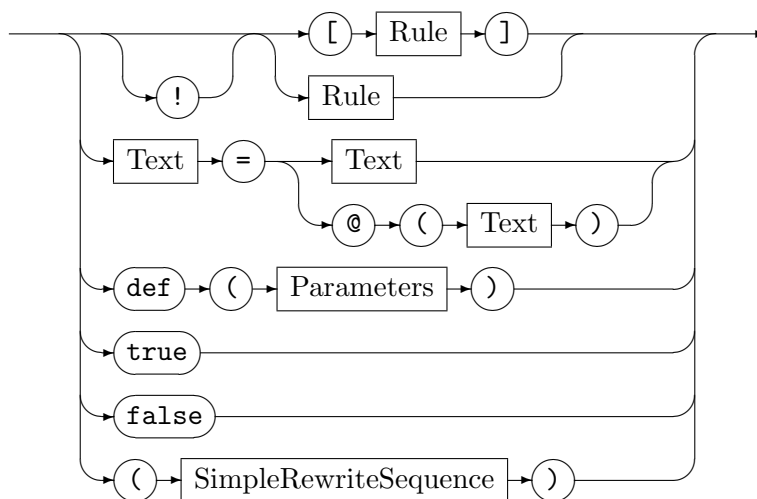 [ Rule ]
! Rule
Text = Text
@ ( Text )
def ( Parameters )
true
false
( SimpleRewriteSequence )